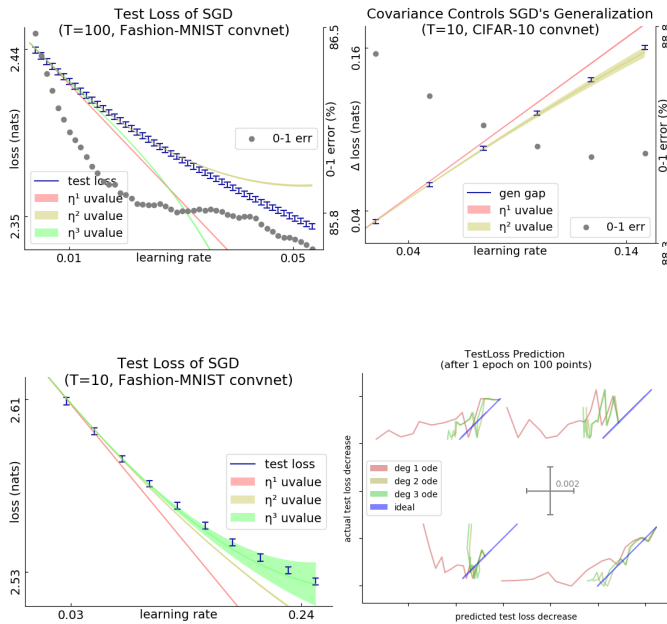 Test Loss of SGD
(T=100, Fashion-MNIST convnet)
2.44
2.35
loss (nats)
86.5
85.8
0-1 error (%)
0-1 err
test loss
η¹ uvalue
η² uvalue
η³ uvalue
0.01
learning rate
0.05
Covariance Controls SGD's Generalization
(T=10, CIFAR-10 convnet)
0.16
0.04
Δ loss (nats)
0-1 error (%)
gen gap
η¹ uvalue
η² uvalue
0-1 err
0.04
learning rate
0.14
Test Loss of SGD
(T=10, Fashion-MNIST convnet)
2.61
2.53
loss (nats)
test loss
η¹ uvalue
η² uvalue
η³ uvalue
0.03
learning rate
0.24
TestLoss Prediction
(after 1 epoch on 100 points)
actual test loss decrease
deg 1 ode
deg 2 ode
deg 3 ode
ideal
0.002
predicted test loss decrease